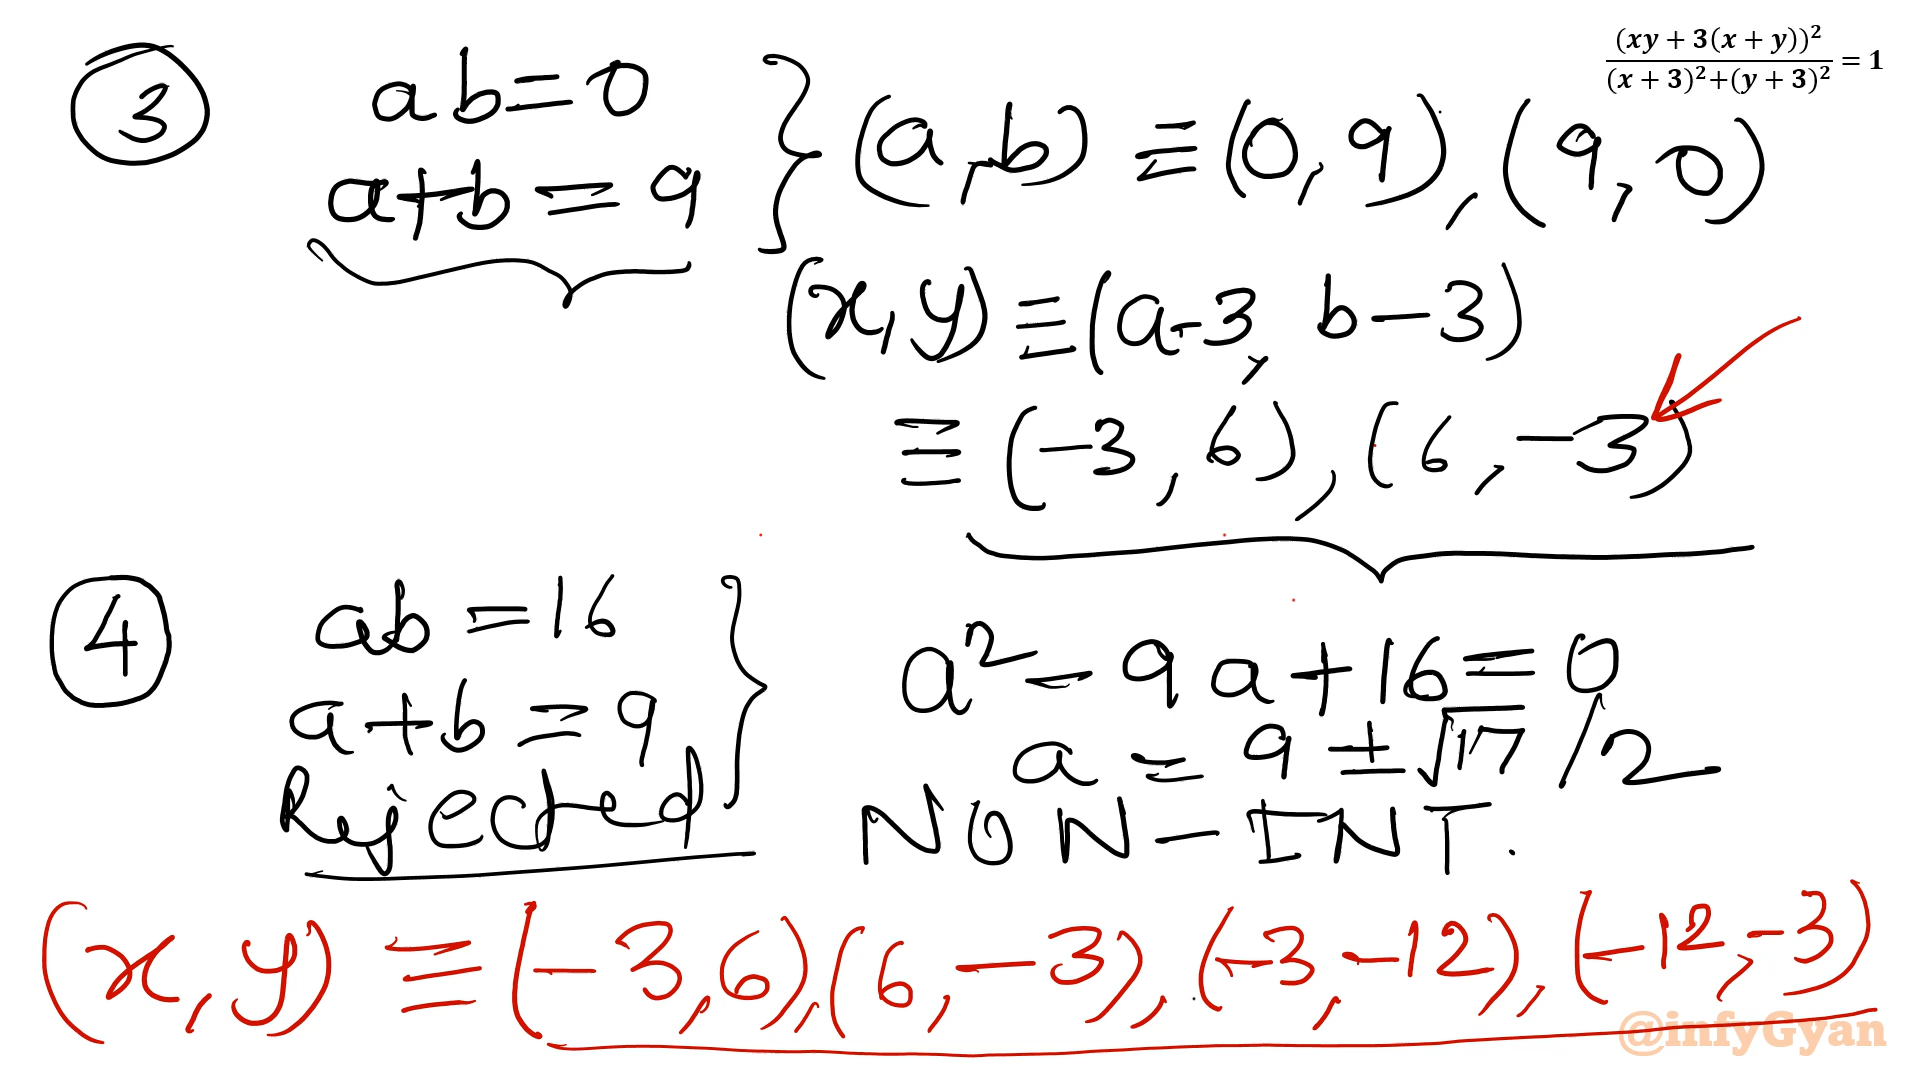 (xy + 3(x + y))²
(x + 3)²+(y + 3)² = 1
3
ab=0
a+b=9
(a,b) ≡ (0,9), (9,0)
(x,y) ≡ (a-3, b-3)
≡ (-3,6), (6,-3)
4
ab=16
a+b=9
Rejected
a²-9a+16=0
a = 9±√17/2
NON-INT.
(x,y) ≡ (-3,6), (6,-3), (-3,-12), (-12,-3)
@infyGyan